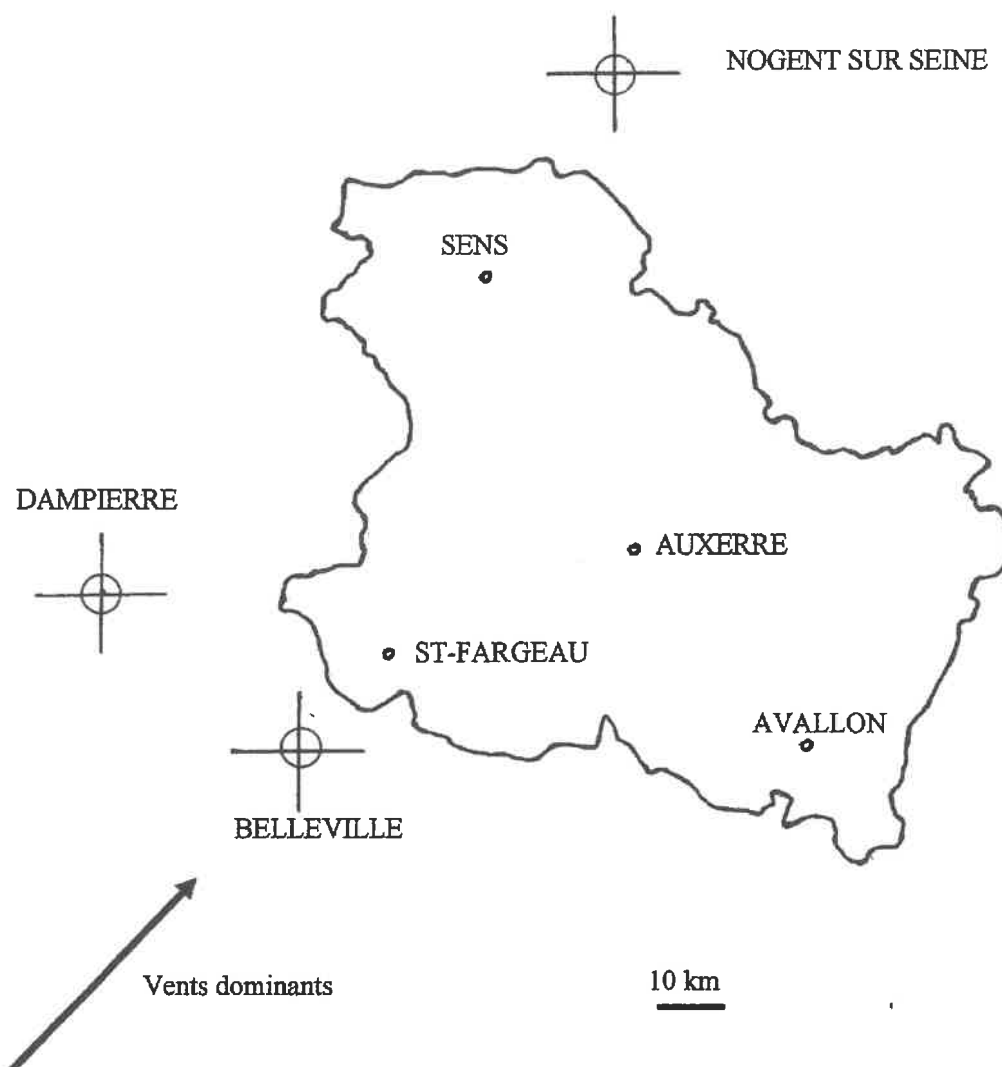 NOGENT SUR SEINE
SENS
DAMPIERRE
AUXERRE
ST-FARGEAU
AVALLON
BELLEVILLE
Vents dominants
10 km